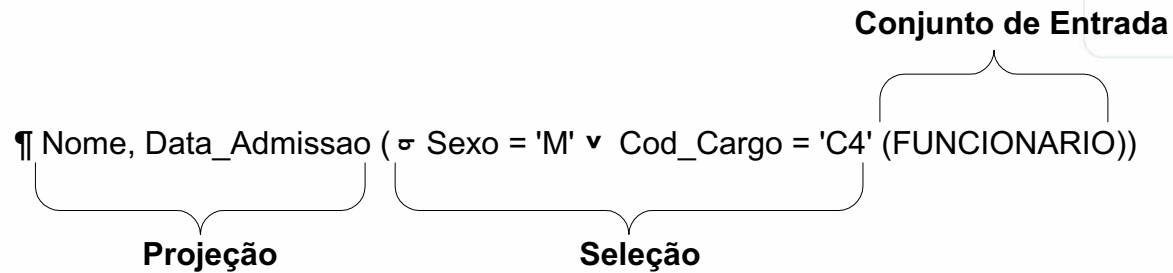 Conjunto de Entrada
¶ Nome, Data_Admissao ( σ Sexo = 'M' ˅ Cod_Cargo = 'C4' (FUNCIONARIO))
Projeção Seleção